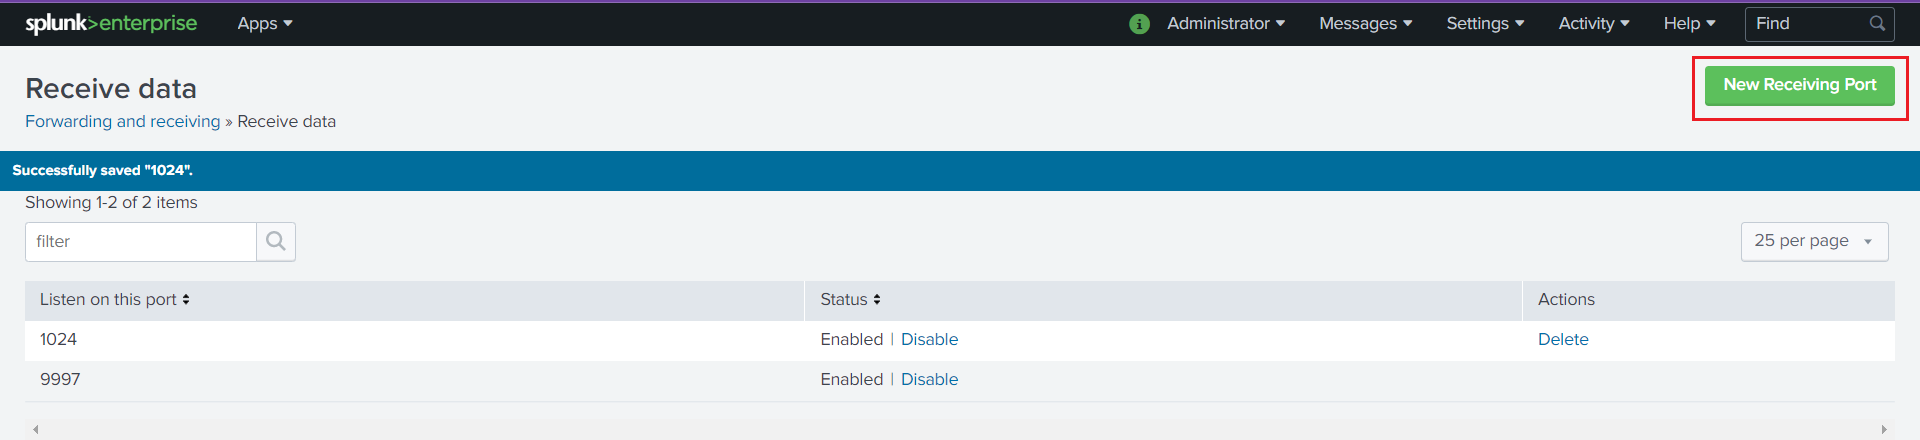 splunk>enterprise Apps Administrator Messages Settings Activity Help Find
Receive data
New Receiving Port
Forwarding and receiving » Receive data
Successfully saved "1024".
Showing 1-2 of 2 items
filter
25 per page
Listen on this port Status Actions
1024 Enabled | Disable Delete
9997 Enabled | Disable